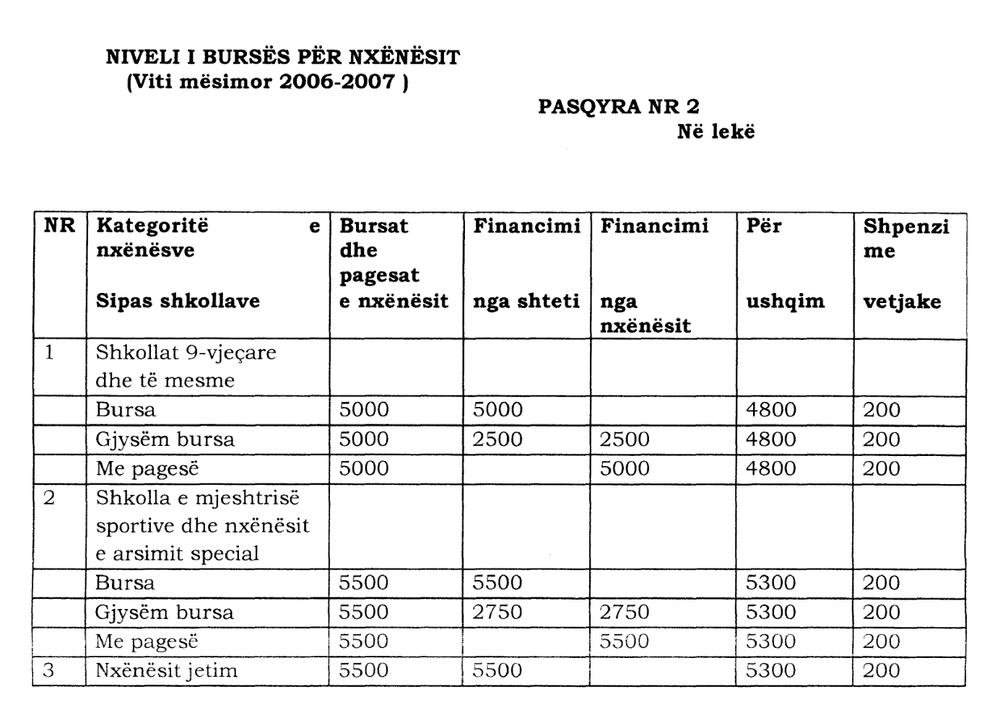 NIVELI I BURSËS PËR NXËNËSIT
(Viti mësimor 2006-2007 )
PASQYRA NR 2
Në lekë
NR Kategoritë e nxënësve Sipas shkollave Bursat dhe pagesat e nxënësit Financimi nga shteti Financimi nga nxënësit Për ushqim Shpenzi me vetjake
1 Shkollat 9-vjeçare
dhe të mesme
Bursa 5000 5000 4800 200
Gjysëm bursa 5000 2500 2500 4800 200
Me pagesë 5000 5000 4800 200
2 Shkolla e mjeshtrisë
sportive dhe nxënësit
e arsimit special
Bursa 5500 5500 5300 200
Gjysëm bursa 5500 2750 2750 5300 200
Me pagesë 5500 5500 5300 200
3 Nxënësit jetim 5500 5500 5300 200